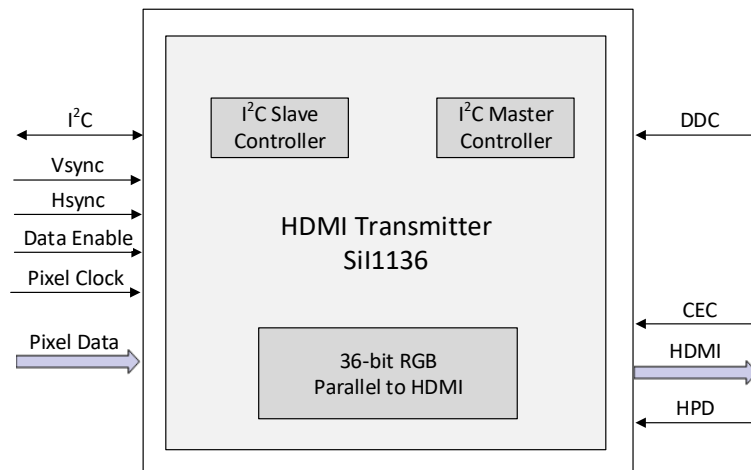 I²C
Vsync
Hsync
Data Enable
Pixel Clock
Pixel Data
I²C Slave
Controller
I²C Master
Controller
HDMI Transmitter
SiI1136
36-bit RGB
Parallel to HDMI
DDC
CEC
HDMI
HPD